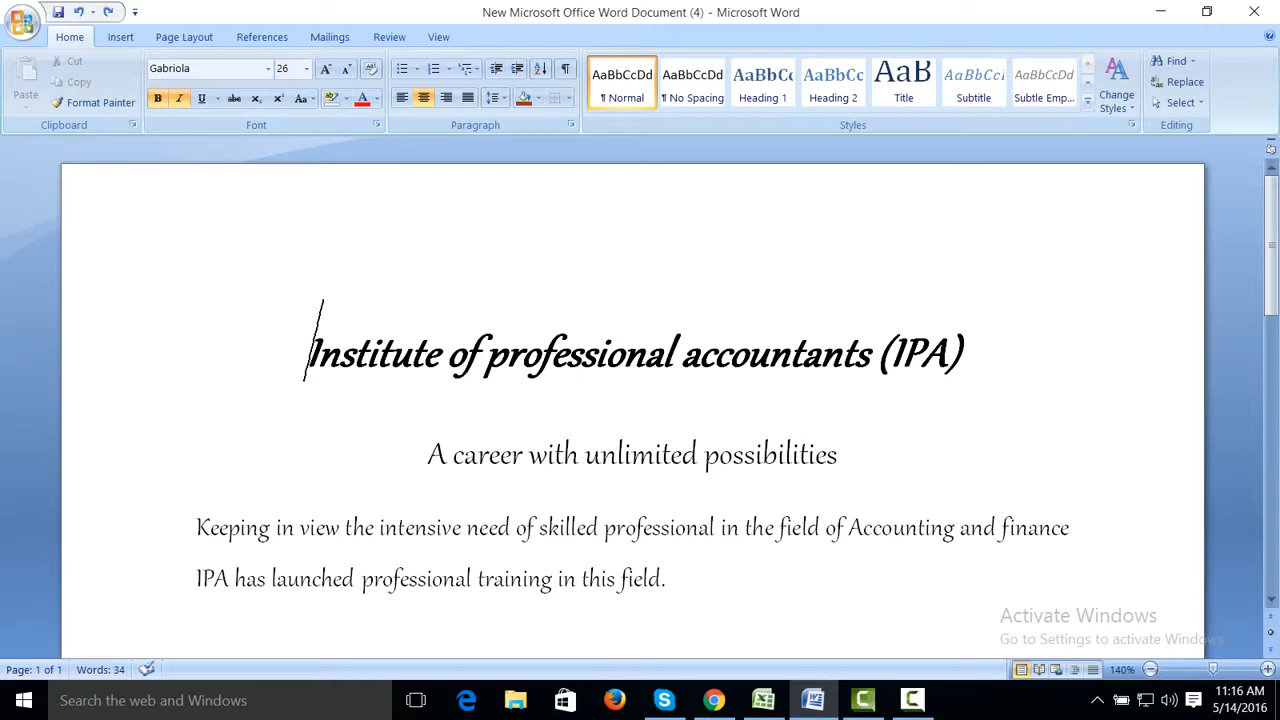 New Microsoft Office Word Document (4) - Microsoft Word
Home Insert Page Layout References Mailings Review View
Paste
Cut
Copy
Format Painter
Clipboard
Gabriola 26
B I U abc x₂ x² Aa
A
Font
Paragraph
AaBbCcDd AaBbCcDd AaBbCc AaBbCc AaB AaBbCcI AaBbCcDd
¶ Normal ¶ No Spacing Heading 1 Heading 2 Title Subtitle Subtle Emp...
Change
Styles
Styles
Find
Replace
Select
Editing
Institute of professional accountants (IPA)
A career with unlimited possibilities
Keeping in view the intensive need of skilled professional in the field of Accounting and finance
IPA has launched professional training in this field.
Activate Windows
Go to Settings to activate Windows
Page: 1 of 1 Words: 34
140%
Search the web and Windows
11:16 AM
5/14/2016